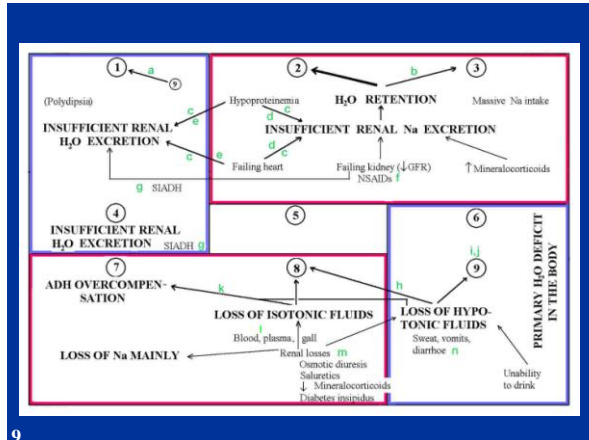 1
a
9
(Polydipsia)
c
e
INSUFFICIENT RENAL
H₂O EXCRETION
c
e
g SIADH
2
b
3
H₂O RETENTION
Massive Na intake
Hypoproteinemia
c
d
INSUFFICIENT RENAL Na EXCRETION
d
c
Failing heart
Failing kidney (↓GFR)
NSAIDs f
↑ Mineralocorticoids
4
INSUFFICIENT RENAL
H₂O EXCRETION SIADH g
5
6
i,j
9
h
LOSS OF HYPO-
TONIC FLUIDS
Sweat, vomits,
diarrhoe n
Unability
to drink
PRIMARY H₂O DEFICIT
IN THE BODY
7
ADH OVERCOMPEN-
SATION
k
8
LOSS OF ISOTONIC FLUIDS
l
Blood, plasma, gall
LOSS OF Na MAINLY
Renal losses m
Osmotic diuresis
Saluretics
↓ Mineralocorticoids
Diabetes insipidus
9